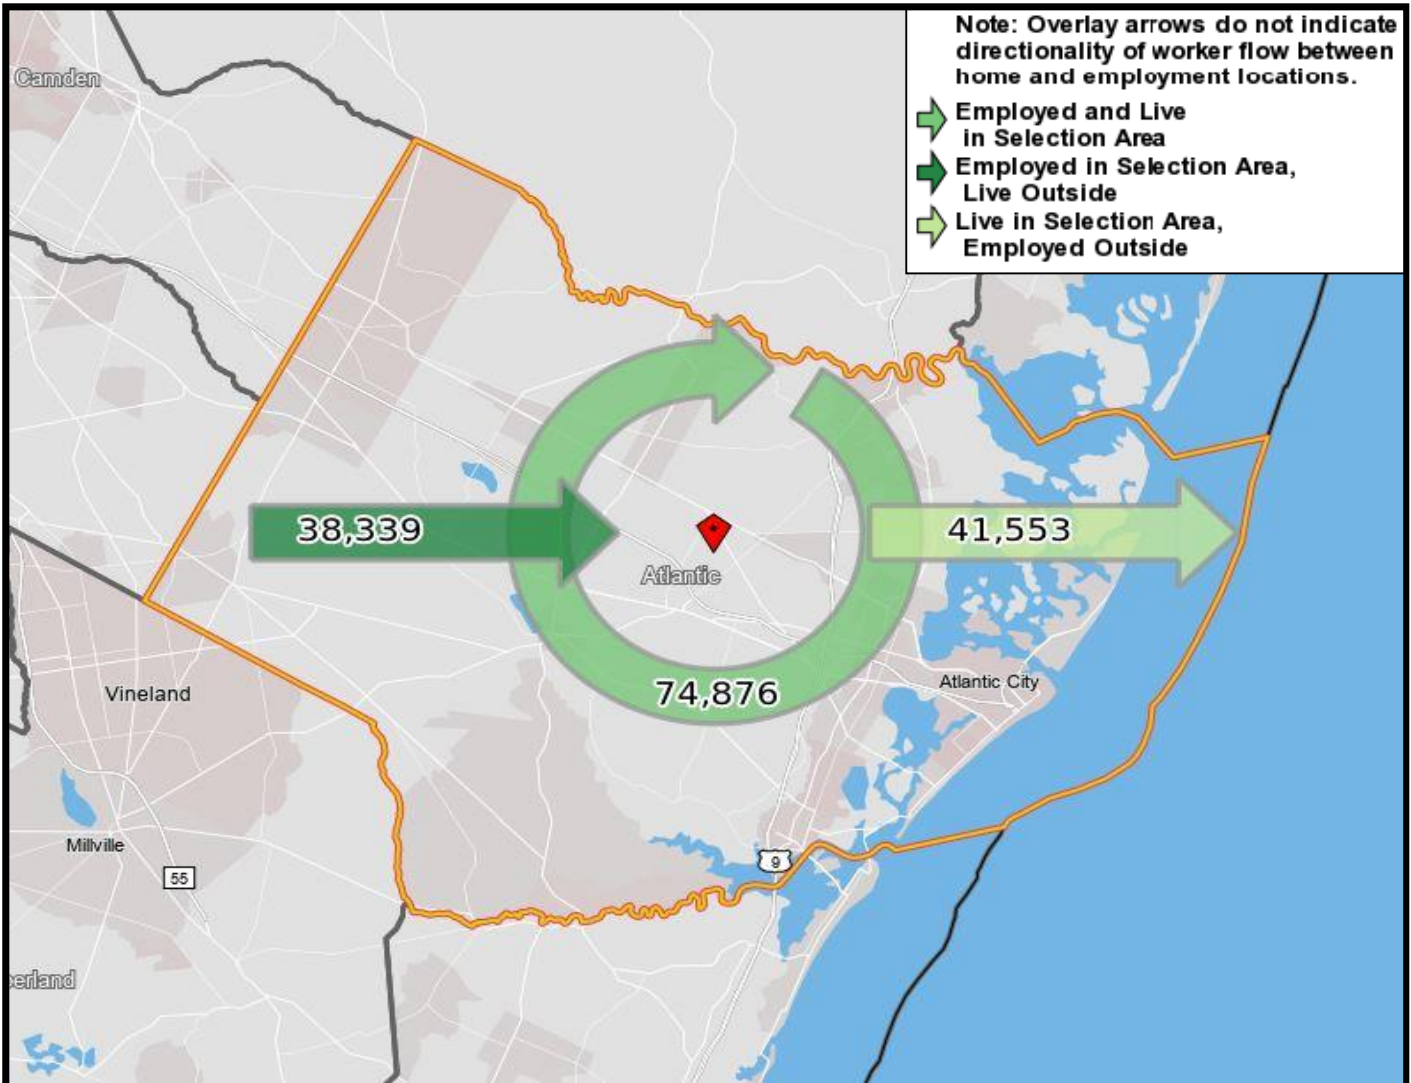 Note: Overlay arrows do not indicate
directionality of worker flow between
home and employment locations.
Employed and Live
in Selection Area
Employed in Selection Area,
Live Outside
Live in Selection Area,
Employed Outside
Camden
38,339
41,553
Atlantic
74,876
Atlantic City
Vineland
Millville
9
55
erland